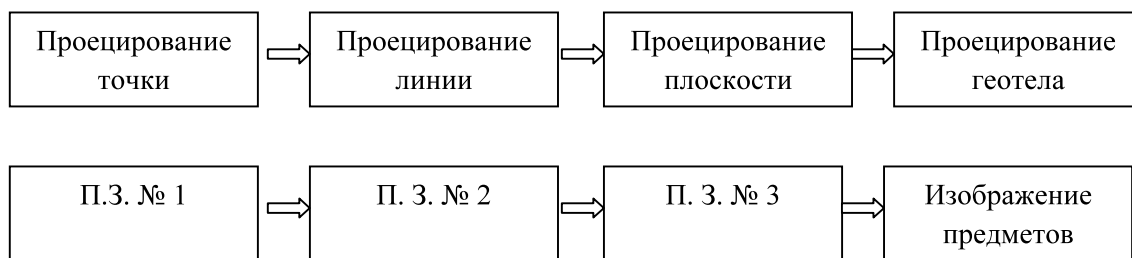 Проецирование
точки
Проецирование
линии
Проецирование
плоскости
Проецирование
геотела
П.З. № 1
П. З. № 2
П. З. № 3
Изображение
предметов